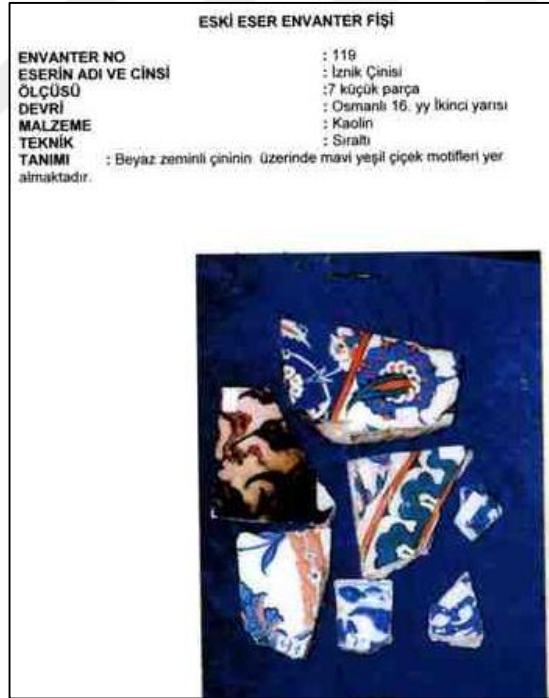 ESKİ ESER ENVANTER FİŞİ
ENVANTER NO : 119
ESERİN ADI VE CİNSİ : İznik Çinisi
ÖLÇÜSÜ :7 küçük parça
DEVRİ : Osmanlı 16. yy İkinci yarısı
MALZEME : Kaolin
TEKNİK : Sıraltı
TANIMI : Beyaz zeminli çininin üzerinde mavi yeşil çiçek motifleri yer
almaktadır.